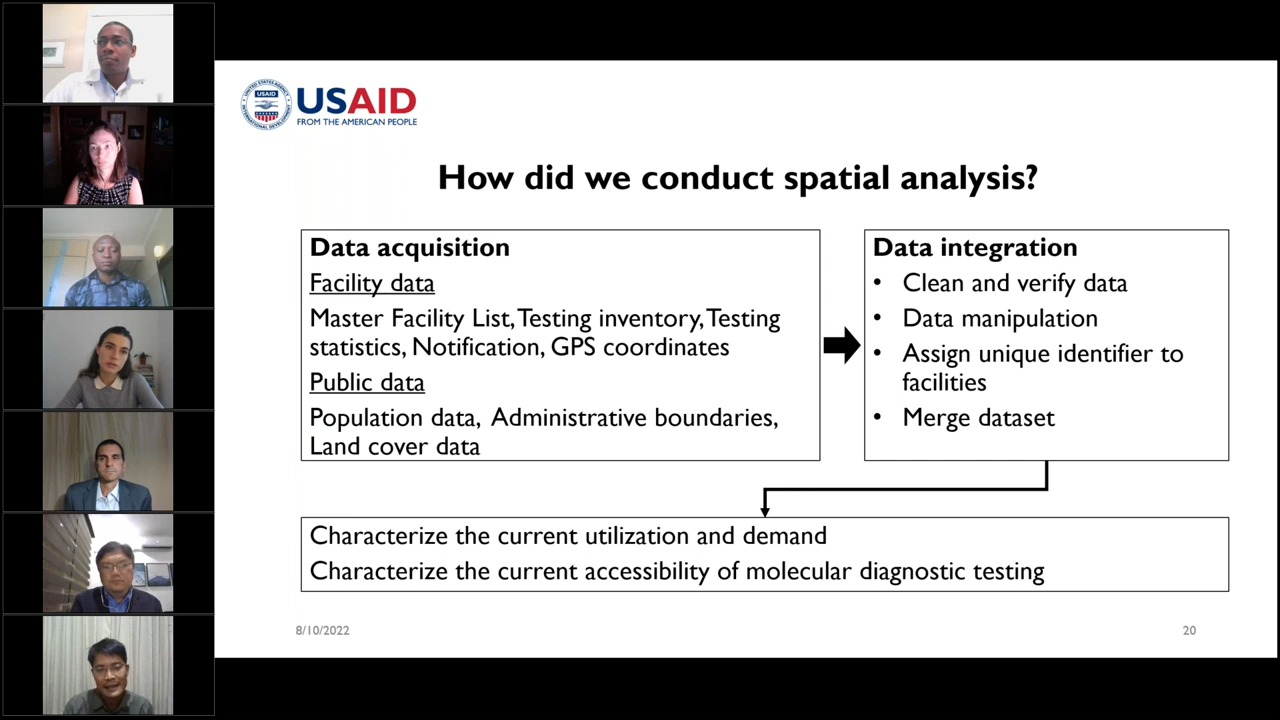 USAID
FROM THE AMERICAN PEOPLE
How did we conduct spatial analysis?
Data acquisition
Facility data
Master Facility List, Testing inventory, Testing
statistics, Notification, GPS coordinates
Public data
Population data, Administrative boundaries,
Land cover data
Data integration
• Clean and verify data
• Data manipulation
• Assign unique identifier to
facilities
• Merge dataset
Characterize the current utilization and demand
Characterize the current accessibility of molecular diagnostic testing
8/10/2022
20